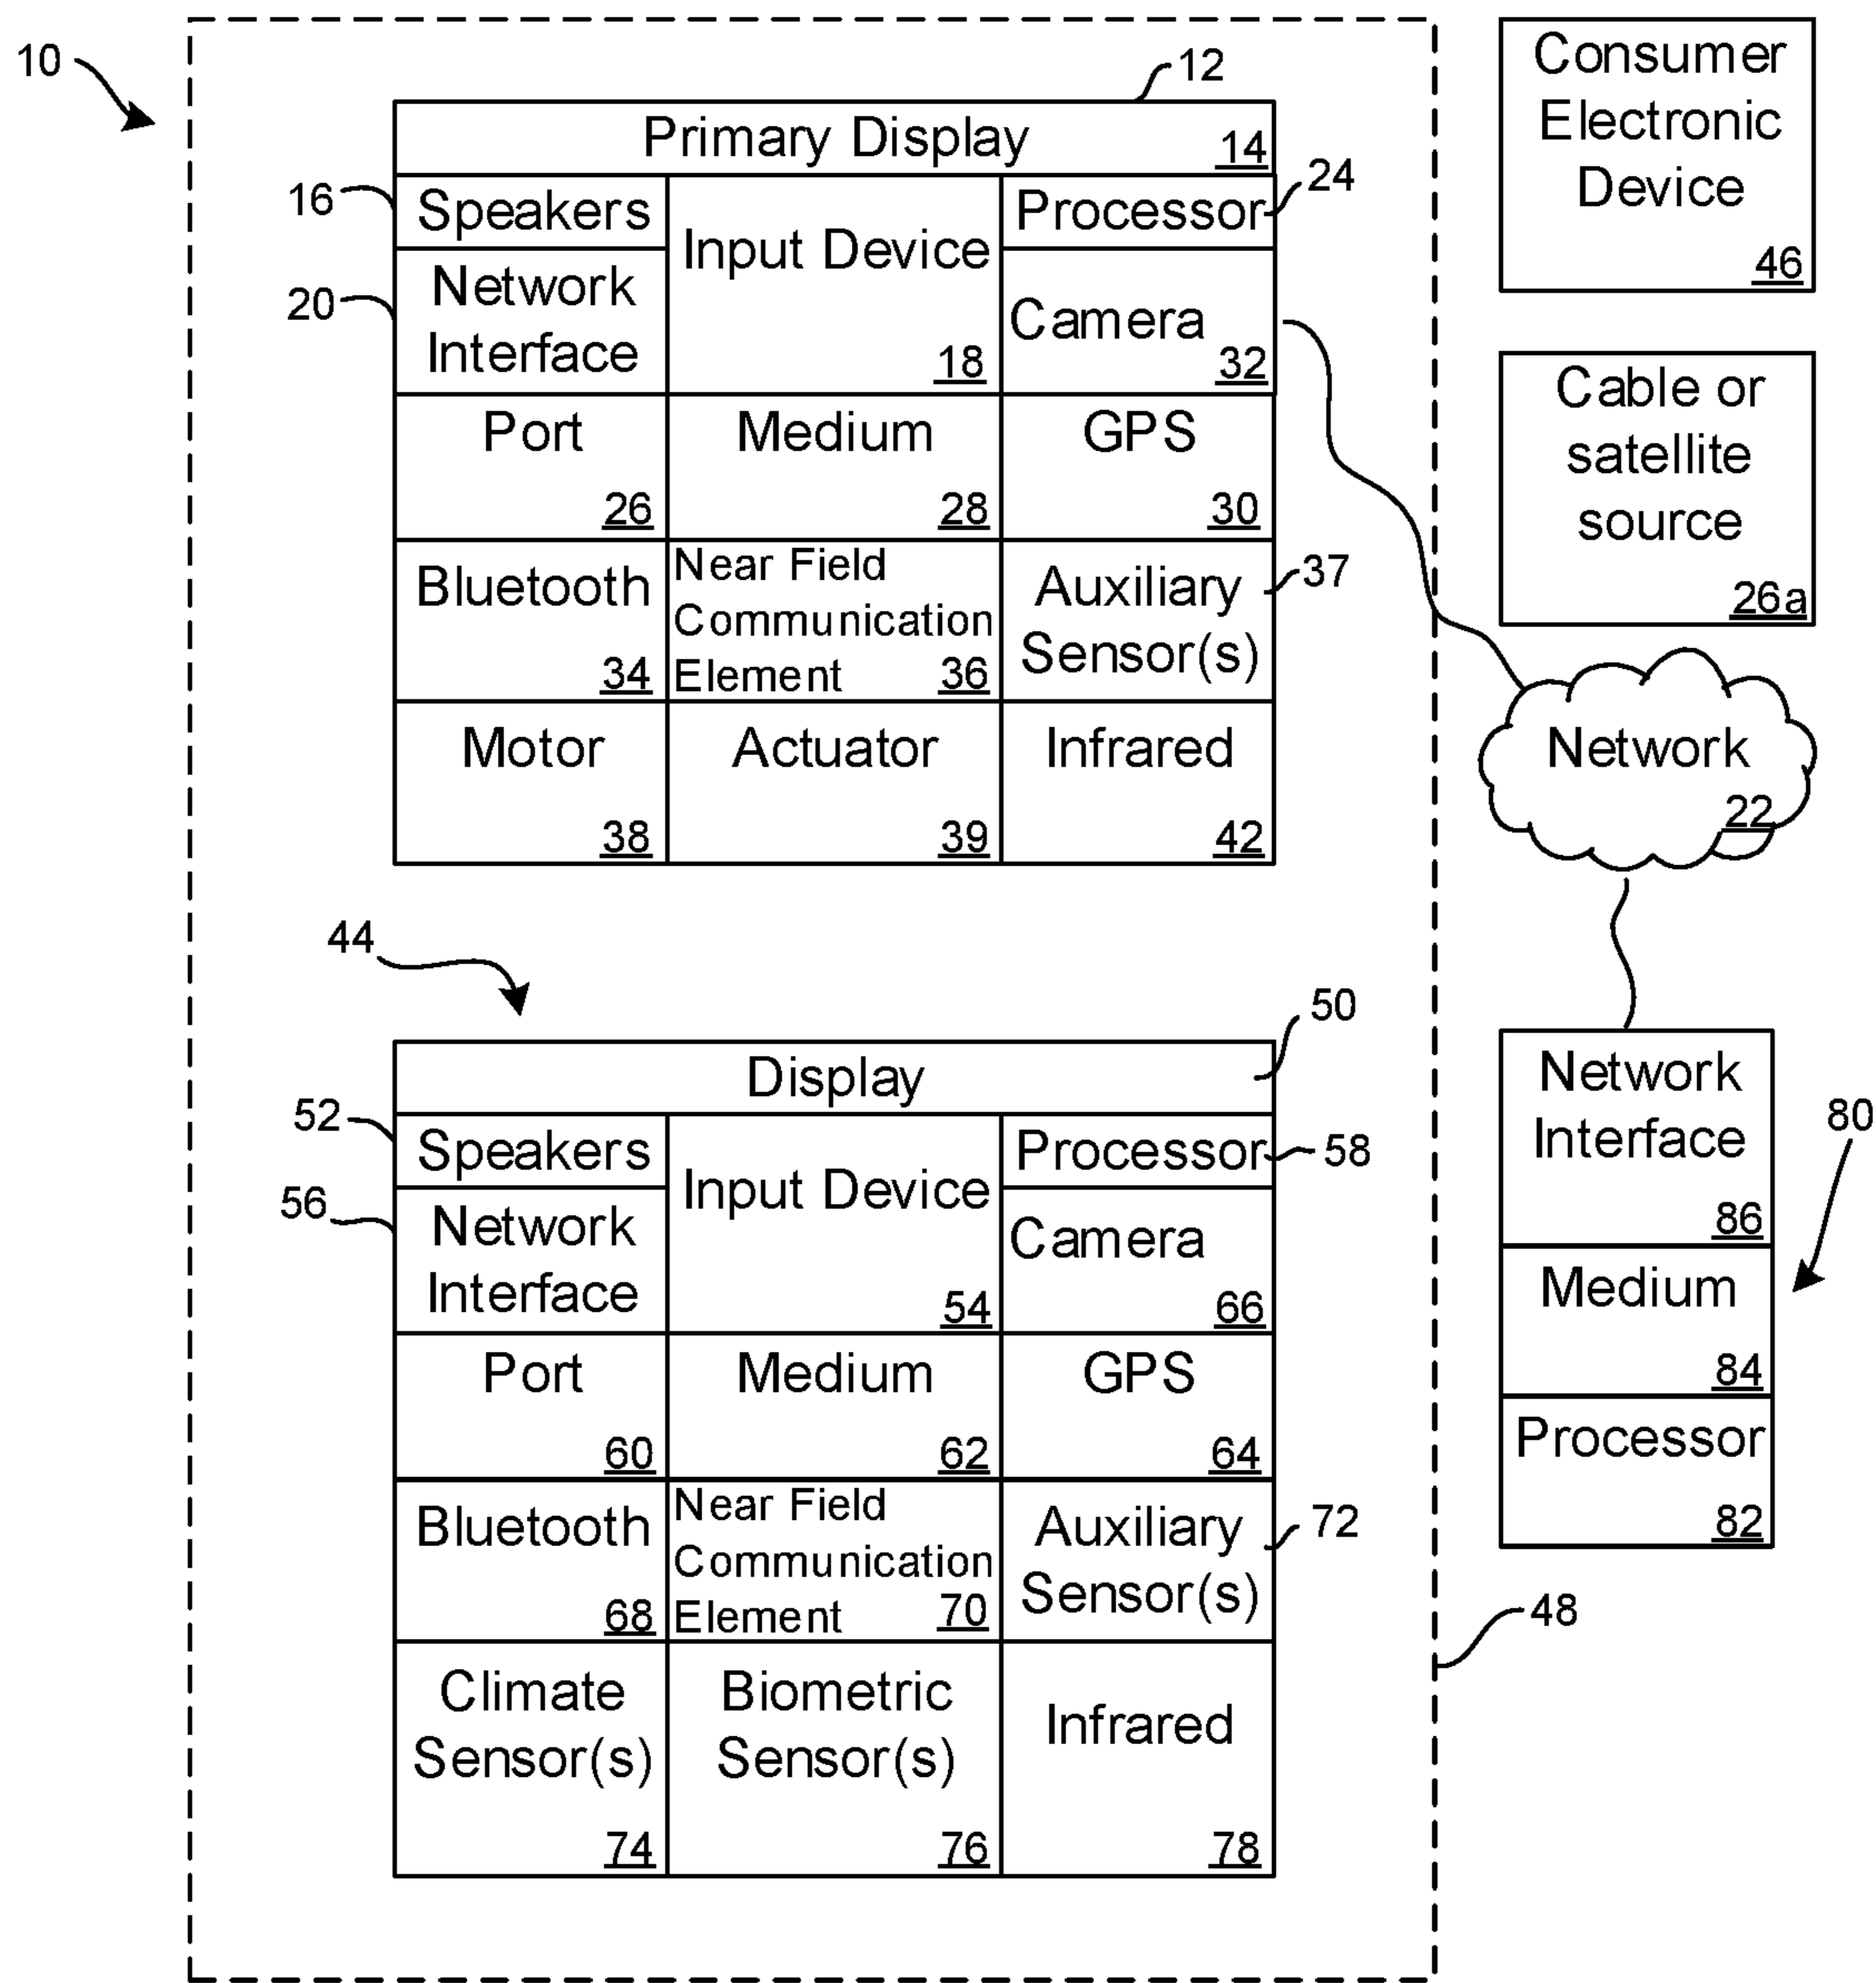 10
12
Primary Display
14
16
Speakers
Input Device
18
Processor
24
20
Network
Interface
Camera
32
Port
26
Medium
28
GPS
30
Bluetooth
34
Near Field
Communication
Element
36
Auxiliary
Sensor(s)
37
Motor
38
Actuator
39
Infrared
42
44
50
Display
52
Speakers
Input Device
54
Processor
58
56
Network
Interface
Camera
66
Port
60
Medium
62
GPS
64
Bluetooth
68
Near Field
Communication
Element
70
Auxiliary
Sensor(s)
72
Climate
Sensor(s)
74
Biometric
Sensor(s)
76
Infrared
78
Consumer
Electronic
Device
46
Cable or
satellite
source
26a
Network
22
Network
Interface
86
80
Medium
84
Processor
82
48